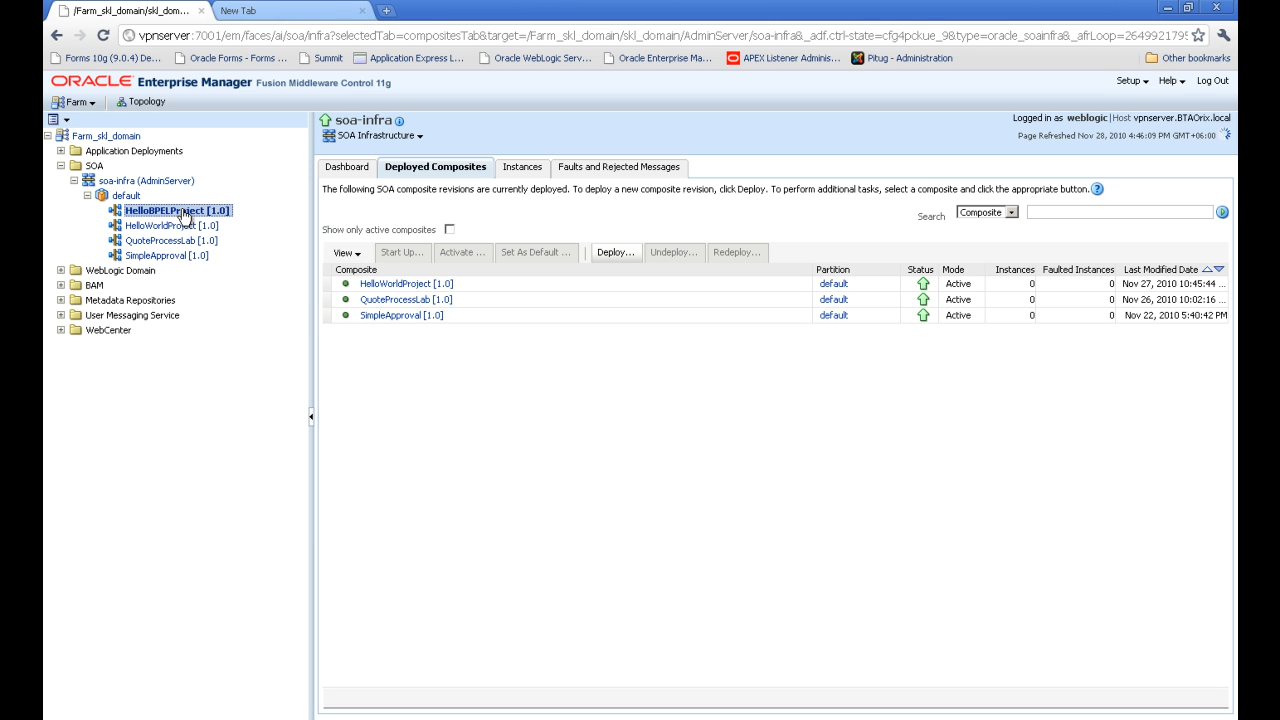 /Farm_skl_domain/skl_dom... New Tab
vpnserver:7001/em/faces/ai/soa/infra?selectedTab=compositesTab&target=/Farm_skl_domain/skl_domain/AdminServer/soa-infra&_adf.ctrl-state=cfg4pckue_9&type=oracle_soainfra&_afrLoop=2649921795
Forms 10g (9.0.4) De... Oracle Forms - Forms ... Summit Application Express L... Oracle WebLogic Serv... Oracle Enterprise Ma... APEX Listener Adminis... Pitug - Administration Other bookmarks
ORACLE Enterprise Manager Fusion Middleware Control 11g Setup Help Log Out
Farm Topology
soa-infra Logged in as weblogic|Host vpnserver.BTAOrix.local
SOA Infrastructure Page Refreshed Nov 28, 2010 4:46:09 PM GMT+06:00
Farm_skl_domain
Application Deployments
SOA
soa-infra (AdminServer)
default
HelloBPELProject [1.0]
HelloWorldProject [1.0]
QuoteProcessLab [1.0]
SimpleApproval [1.0]
WebLogic Domain
BAM
Metadata Repositories
User Messaging Service
WebCenter
Dashboard Deployed Composites Instances Faults and Rejected Messages
The following SOA composite revisions are currently deployed. To deploy a new composite revision, click Deploy. To perform additional tasks, select a composite and click the appropriate button.
Search Composite
Show only active composites
View Start Up... Activate ... Set As Default ... Deploy... Undeploy... Redeploy...
Composite Partition Status Mode Instances Faulted Instances Last Modified Date
HelloWorldProject [1.0] default Active 0 0 Nov 27, 2010 10:45:44 ...
QuoteProcessLab [1.0] default Active 0 0 Nov 26, 2010 10:02:16 ...
SimpleApproval [1.0] default Active 0 0 Nov 22, 2010 5:40:42 PM